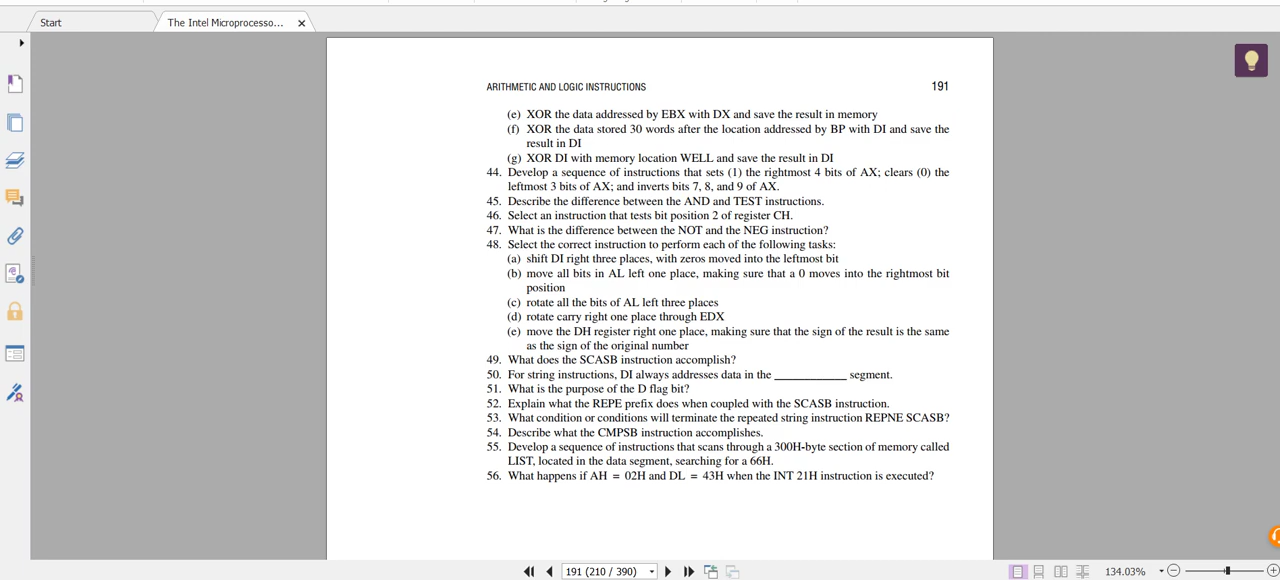 Start
The Intel Microprocesso...
ARITHMETIC AND LOGIC INSTRUCTIONS 191
(e) XOR the data addressed by EBX with DX and save the result in memory
(f) XOR the data stored 30 words after the location addressed by BP with DI and save the
result in DI
(g) XOR DI with memory location WELL and save the result in DI
44. Develop a sequence of instructions that sets (1) the rightmost 4 bits of AX; clears (0) the
leftmost 3 bits of AX; and inverts bits 7, 8, and 9 of AX.
45. Describe the difference between the AND and TEST instructions.
46. Select an instruction that tests bit position 2 of register CH.
47. What is the difference between the NOT and the NEG instruction?
48. Select the correct instruction to perform each of the following tasks:
(a) shift DI right three places, with zeros moved into the leftmost bit
(b) move all bits in AL left one place, making sure that a 0 moves into the rightmost bit
position
(c) rotate all the bits of AL left three places
(d) rotate carry right one place through EDX
(e) move the DH register right one place, making sure that the sign of the result is the same
as the sign of the original number
49. What does the SCASB instruction accomplish?
50. For string instructions, DI always addresses data in the ____________ segment.
51. What is the purpose of the D flag bit?
52. Explain what the REPE prefix does when coupled with the SCASB instruction.
53. What condition or conditions will terminate the repeated string instruction REPNE SCASB?
54. Describe what the CMPSB instruction accomplishes.
55. Develop a sequence of instructions that scans through a 300H-byte section of memory called
LIST, located in the data segment, searching for a 66H.
56. What happens if AH = 02H and DL = 43H when the INT 21H instruction is executed?
191 (210 / 390)
134.03%